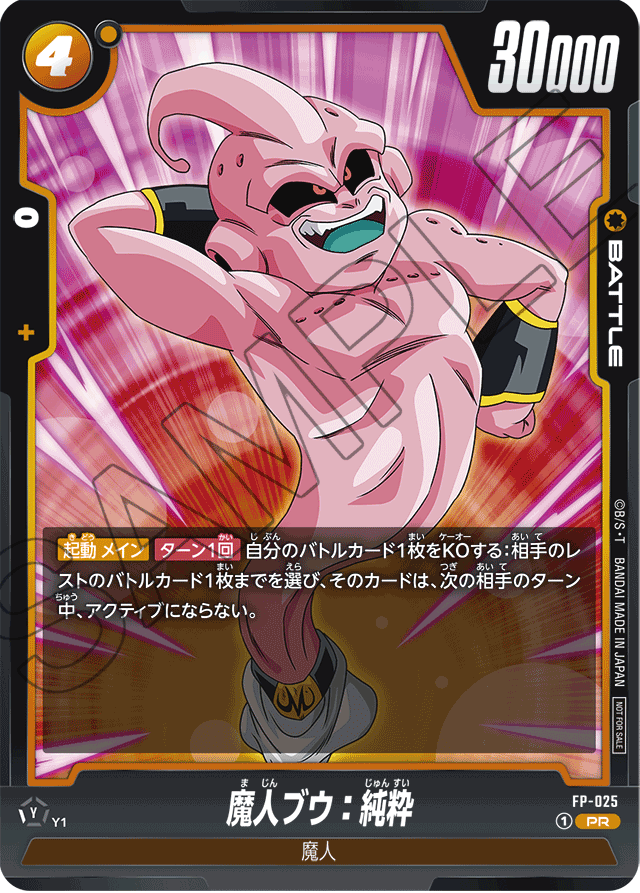 4
30000
0
+
BATTLE
SAMPLE
起動メイン ターン1回 自分のバトルカード1枚をKOする:相手のレ
ストのバトルカード1枚までを選び、そのカードは、次の相手のターン
中、アクティブにならない。
©B/S・T BANDAI MADE IN JAPAN
NOT FOR SALE
魔人ブウ:純粋
FP-025
Y Y1
1 PR
魔人